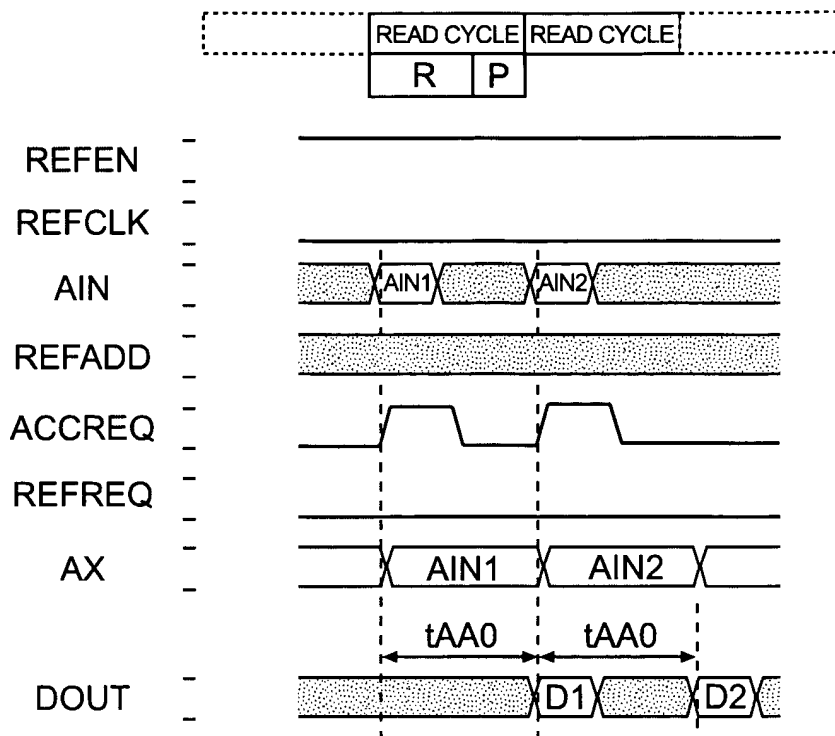 READ CYCLE READ CYCLE
R P
REFEN
REFCLK
AIN AIN1 AIN2
REFADD
ACCREQ
REFREQ
AX AIN1 AIN2
tAA0 tAA0
DOUT D1 D2